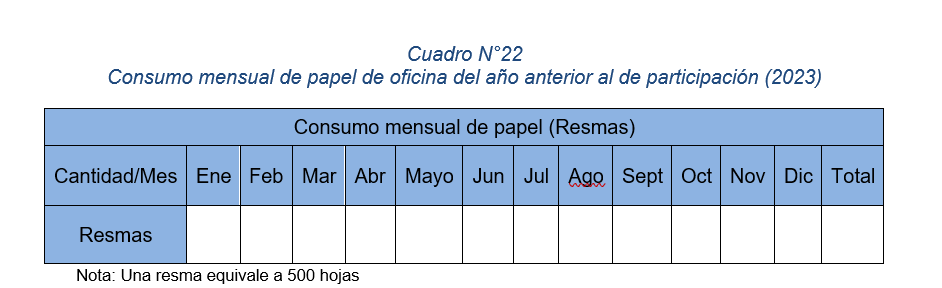 Cuadro N°22
Consumo mensual de papel de oficina del año anterior al de participación (2023)
Consumo mensual de papel (Resmas)
Cantidad/Mes Ene Feb Mar Abr Mayo Jun Jul Ago Sept Oct Nov Dic Total
Resmas
Nota: Una resma equivale a 500 hojas